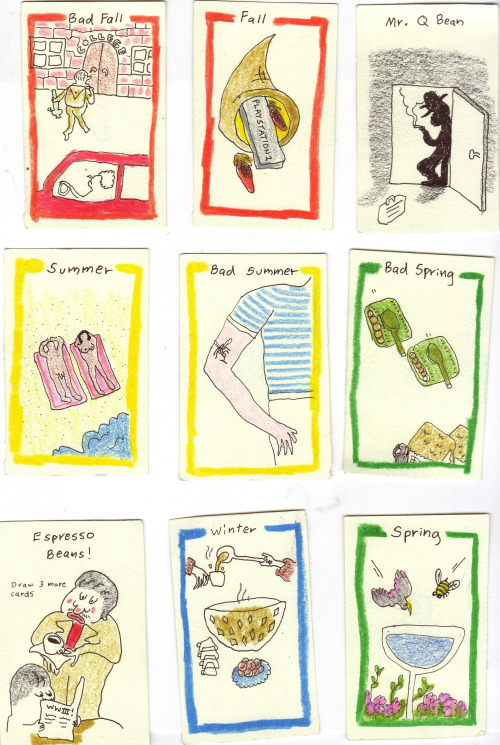 Bad Fall
COLLEGE
Fall
PLAYSTATION 2
Mr. Q Bean
Summer
Bad Summer
Bad Spring
Espresso
Beans!
Draw 3 more
cards
WWIII!
Winter
Spring